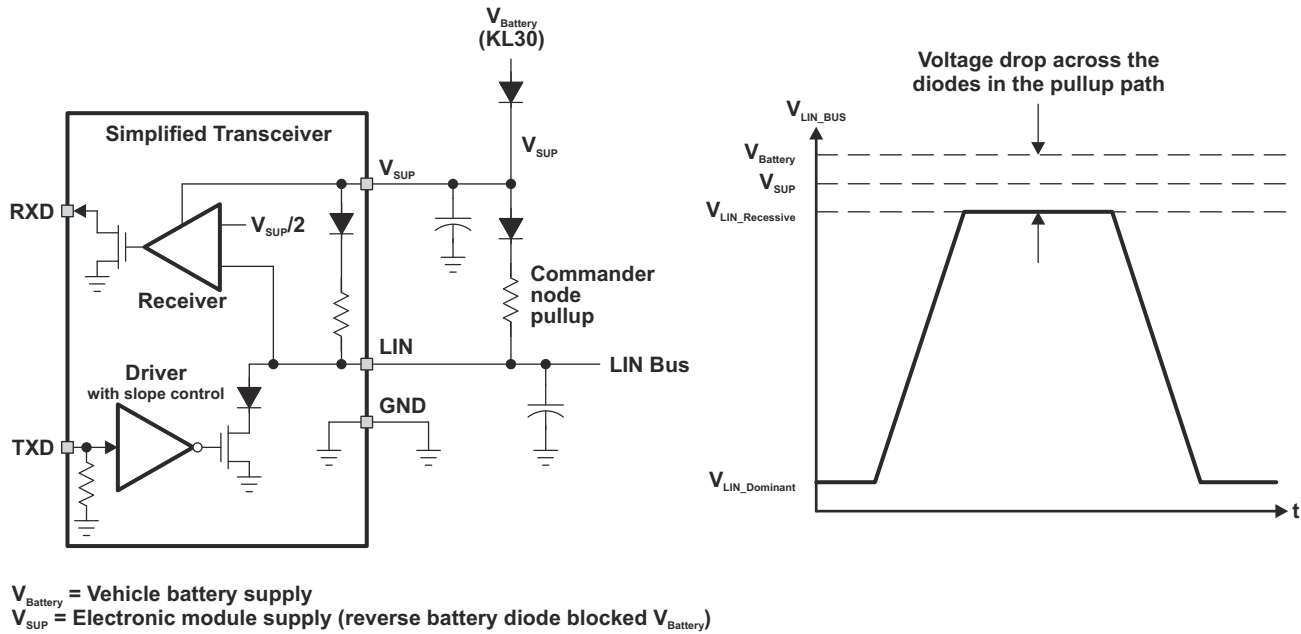 V_Battery
(KL30)
Simplified Transceiver
V_SUP
V_SUP
RXD
V_SUP/2
Receiver
Commander
node
pullup
LIN
LIN Bus
Driver
with slope control
GND
TXD
Voltage drop across the
diodes in the pullup path
V_LIN_BUS
V_Battery
V_SUP
V_LIN_Recessive
V_LIN_Dominant
t
V_Battery = Vehicle battery supply
V_SUP = Electronic module supply (reverse battery diode blocked V_Battery)